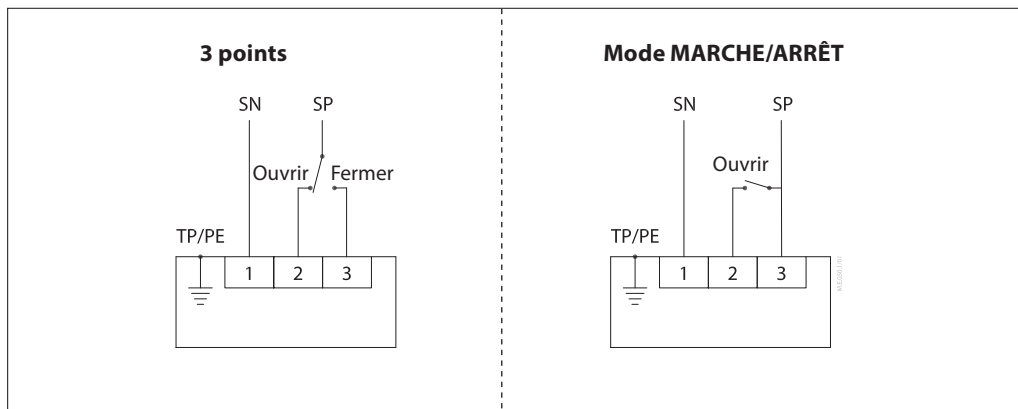 3 points
SN SP
Ouvrir Fermer
TP/PE
1 2 3
Mode MARCHE/ARRÊT
SN SP
Ouvrir
TP/PE
1 2 3